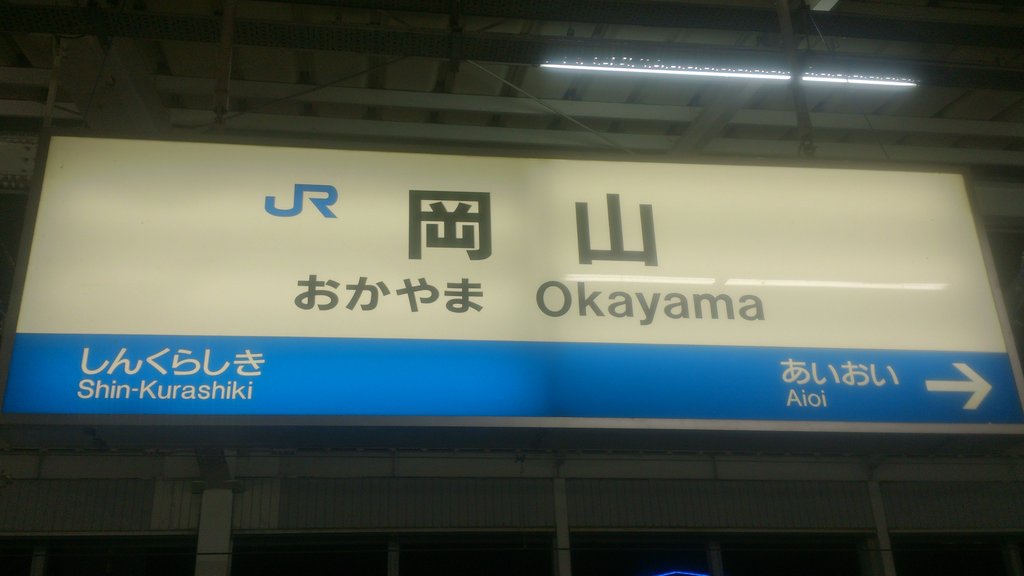 JR 岡山
おかやま Okayama
しんくらしき
Shin-Kurashiki
あいおい
Aioi